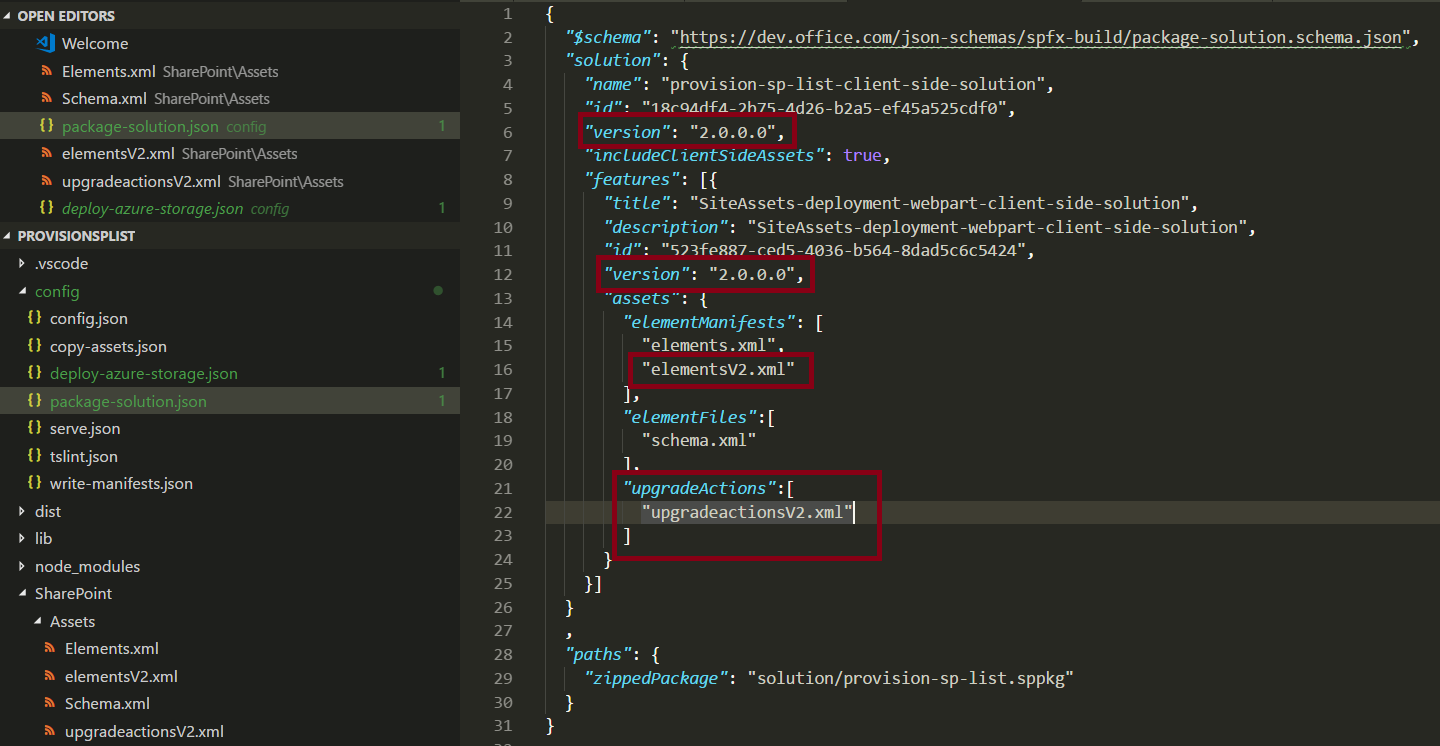 OPEN EDITORS
Welcome
Elements.xml SharePoint\Assets
Schema.xml SharePoint\Assets
package-solution.json config 1
elementsV2.xml SharePoint\Assets
upgradeactionsV2.xml SharePoint\Assets
deploy-azure-storage.json config 1
PROVISIONSPLIST
.vscode
config
config.json
copy-assets.json
deploy-azure-storage.json 1
package-solution.json 1
serve.json
tslint.json
write-manifests.json
dist
lib
node_modules
SharePoint
Assets
Elements.xml
elementsV2.xml
Schema.xml
upgradeactionsV2.xml
1 {
2 "$schema": "https://dev.office.com/json-schemas/spfx-build/package-solution.schema.json",
3 "solution": {
4 "name": "provision-sp-list-client-side-solution",
5 "id": "18c94df4-2b75-4d26-b2a5-ef45a525cdf0",
6 "version": "2.0.0.0",
7 "includeClientSideAssets": true,
8 "features": [{
9 "title": "SiteAssets-deployment-webpart-client-side-solution",
10 "description": "SiteAssets-deployment-webpart-client-side-solution",
11 "id": "523fe887-ced5-4036-b564-8dad5c6c5424",
12 "version": "2.0.0.0",
13 "assets": {
14 "elementManifests": [
15 "elements.xml",
16 "elementsV2.xml"
17 ],
18 "elementFiles":[
19 "schema.xml"
20 ],
21 "upgradeActions":[
22 "upgradeactionsV2.xml"
23 ]
24 }
25 }]
26 }
27 ,
28 "paths": {
29 "zippedPackage": "solution/provision-sp-list.sppkg"
30 }
31 }